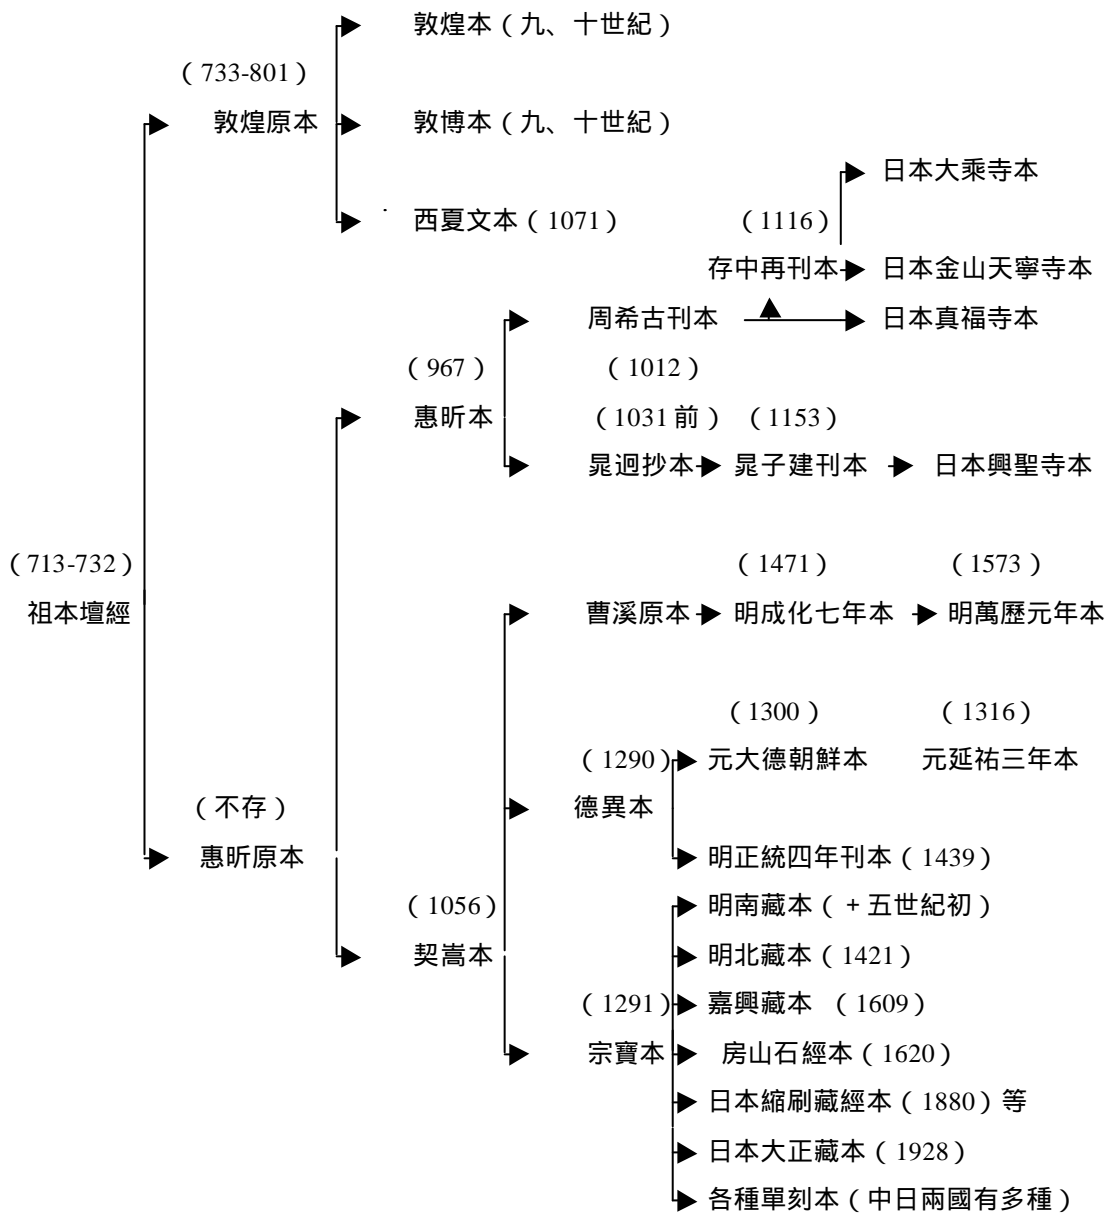 敦煌本（九、十世紀）
（733-801）
敦煌原本 敦博本（九、十世紀）
日本大乘寺本
西夏文本（1071） （1116）
存中再刊本 日本金山天寧寺本
周希古刊本 日本真福寺本
（967） （1012）
惠昕本 （1031前） （1153）
晁迥抄本 晁子建刊本 日本興聖寺本
（713-732） （1471） （1573）
祖本壇經 曹溪原本 明成化七年本 明萬歷元年本
（1300） （1316）
（1290） 元大德朝鮮本 元延祐三年本
（不存） 德異本
惠昕原本 明正統四年刊本（1439）
（1056） 明南藏本（+五世紀初）
契嵩本 明北藏本（1421）
（1291） 嘉興藏本 （1609）
宗寶本 房山石經本（1620）
日本縮刷藏經本（1880）等
日本大正藏本（1928）
各種單刻本（中日兩國有多種）